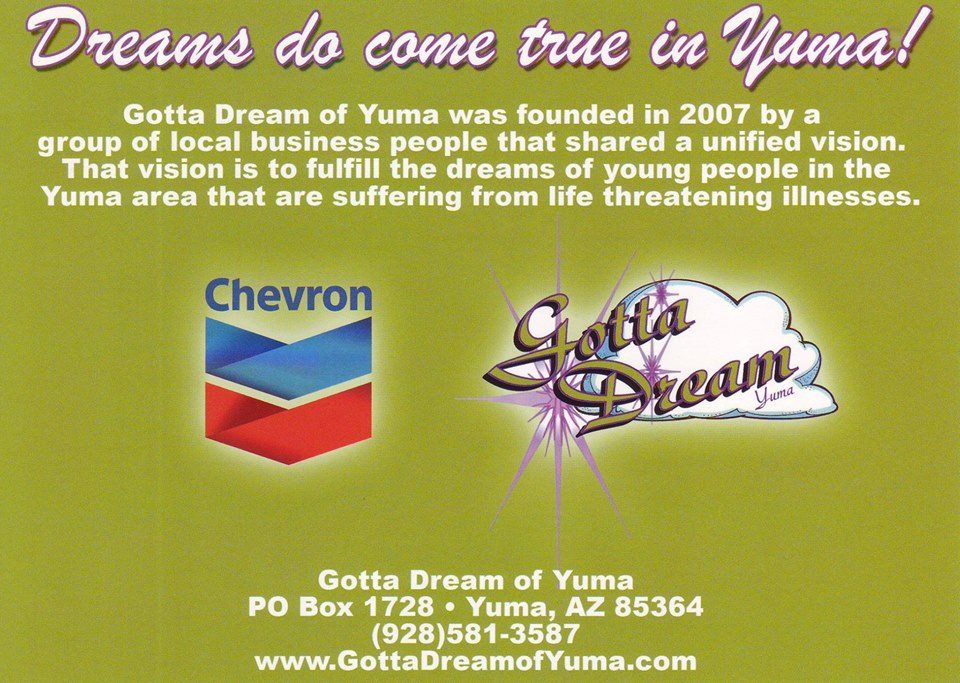 Dreams do come true in Yuma!
Gotta Dream of Yuma was founded in 2007 by a
group of local business people that shared a unified vision.
That vision is to fulfill the dreams of young people in the
Yuma area that are suffering from life threatening illnesses.
Chevron
Gotta
Dream
Yuma
Gotta Dream of Yuma
PO Box 1728 • Yuma, AZ 85364
(928)581-3587
www.GottaDreamofYuma.com